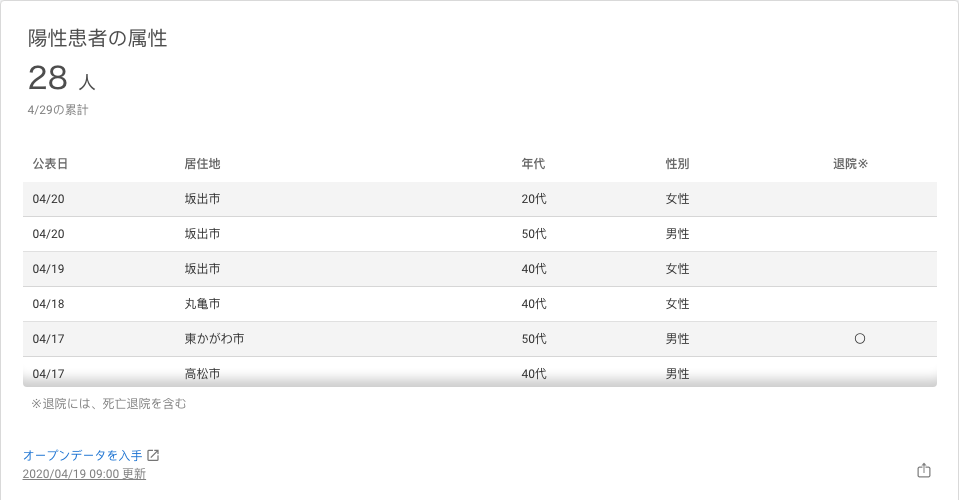 陽性患者の属性
28 人
4/29の累計
公表日 居住地 年代 性別 退院※
04/20 坂出市 20代 女性
04/20 坂出市 50代 男性
04/19 坂出市 40代 女性
04/18 丸亀市 40代 女性
04/17 東かがわ市 50代 男性 ○
04/17 高松市 40代 男性
※退院には、死亡退院を含む
オープンデータを入手
2020/04/19 09:00 更新